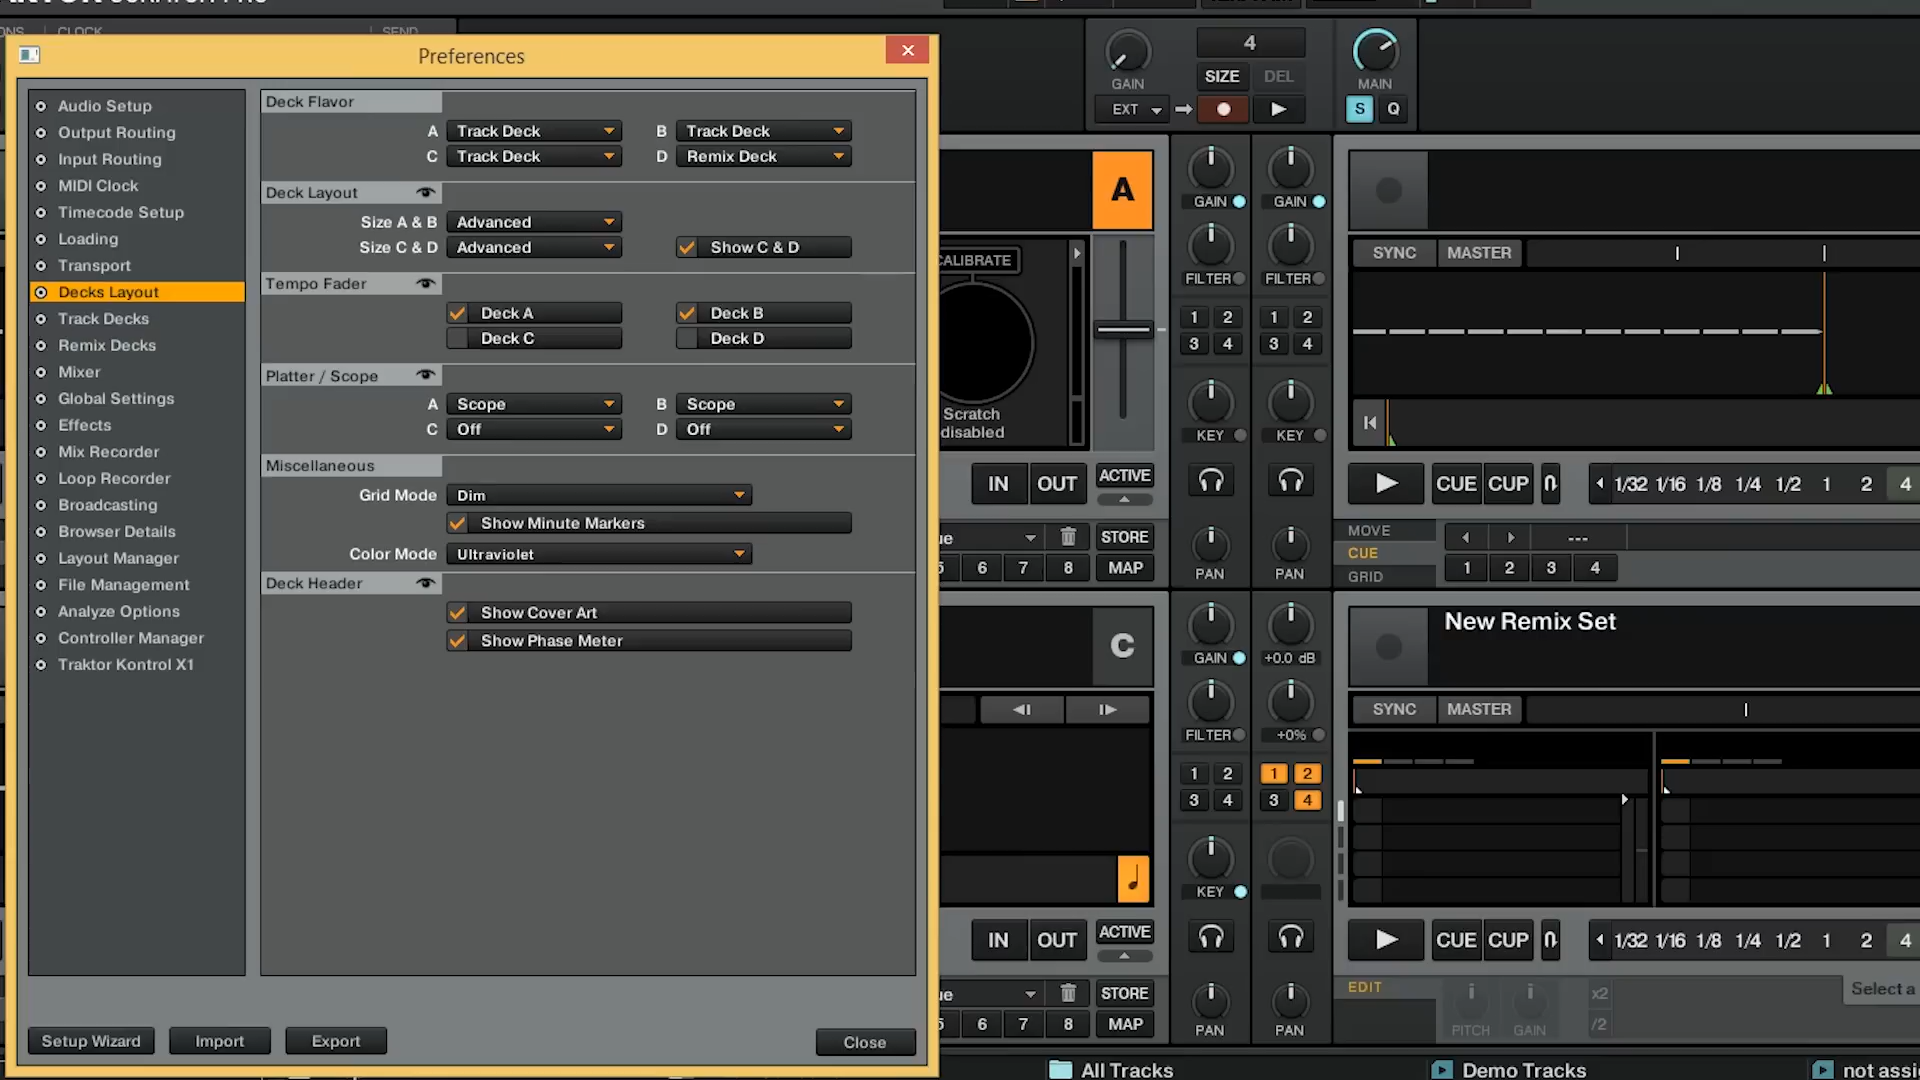 SCRATCH PRO
CLOCK
SEND
Preferences
Audio Setup
Output Routing
Input Routing
MIDI Clock
Timecode Setup
Loading
Transport
Decks Layout
Track Decks
Remix Decks
Mixer
Global Settings
Effects
Mix Recorder
Loop Recorder
Broadcasting
Browser Details
Layout Manager
File Management
Analyze Options
Controller Manager
Traktor Kontrol X1
Deck Flavor
A Track Deck B Track Deck
C Track Deck D Remix Deck
Deck Layout
Size A & B Advanced
Size C & D Advanced Show C & D
Tempo Fader
Deck A Deck B
Deck C Deck D
Platter / Scope
A Scope B Scope
C Off D Off
Miscellaneous
Grid Mode Dim
Show Minute Markers
Color Mode Ultraviolet
Deck Header
Show Cover Art
Show Phase Meter
Setup Wizard Import Export Close
4
GAIN SIZE DEL MAIN
EXT S Q
A
CALIBRATE
Scratch
disabled
IN OUT ACTIVE
STORE
6 7 8 MAP
GAIN GAIN
FILTER FILTER
1 2 1 2
3 4 3 4
KEY KEY
PAN PAN
SYNC MASTER
CUE CUP 1/32 1/16 1/8 1/4 1/2 1 2 4
MOVE
CUE ---
GRID 1 2 3 4
C
IN OUT ACTIVE
STORE
6 7 8 MAP
GAIN +0.0 dB
FILTER +0%
1 2 1 2
3 4 3 4
KEY
PAN PAN
New Remix Set
SYNC MASTER
CUE CUP 1/32 1/16 1/8 1/4 1/2 1 2 4
EDIT x2 Select a
PITCH GAIN /2
All Tracks Demo Tracks not assi